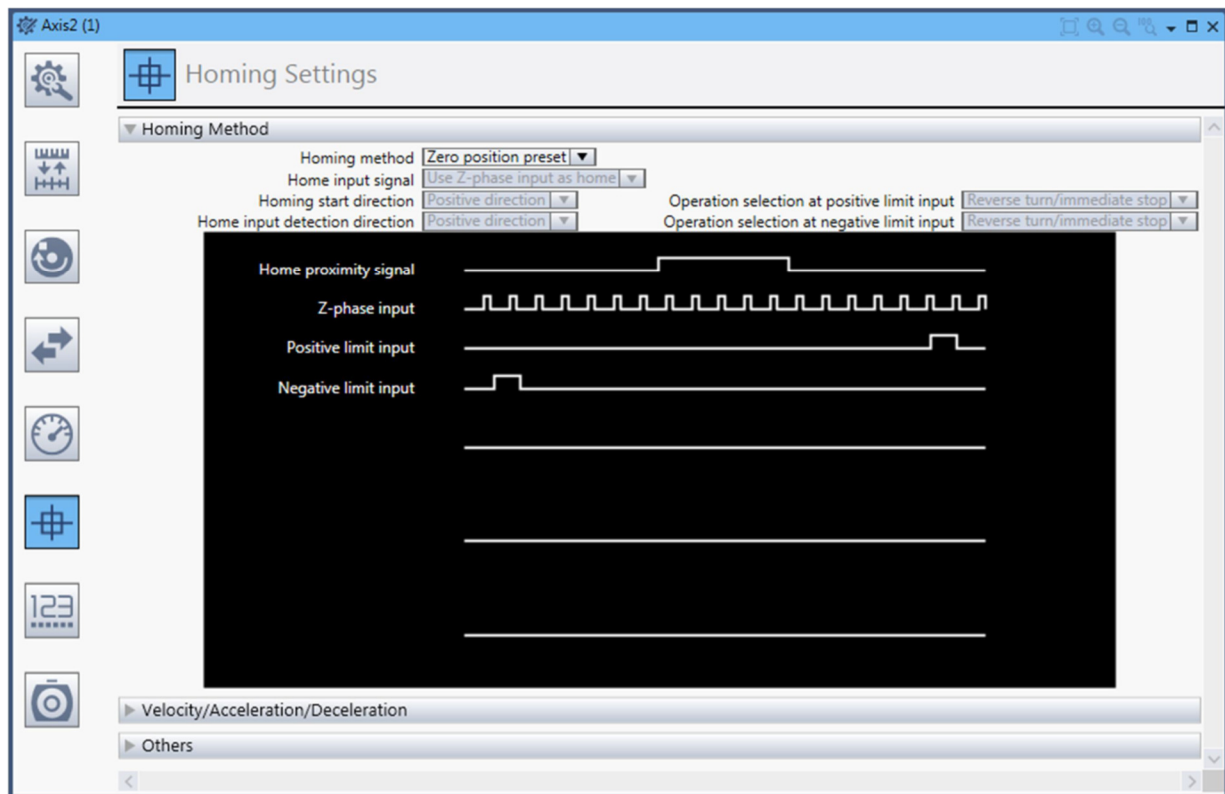 Axis2 (1)
Homing Settings
Homing Method
Homing method Zero position preset
Home input signal Use Z-phase input as home
Homing start direction Positive direction Operation selection at positive limit input Reverse turn/immediate stop
Home input detection direction Positive direction Operation selection at negative limit input Reverse turn/immediate stop
Home proximity signal
Z-phase input
Positive limit input
Negative limit input
123
Velocity/Acceleration/Deceleration
Others